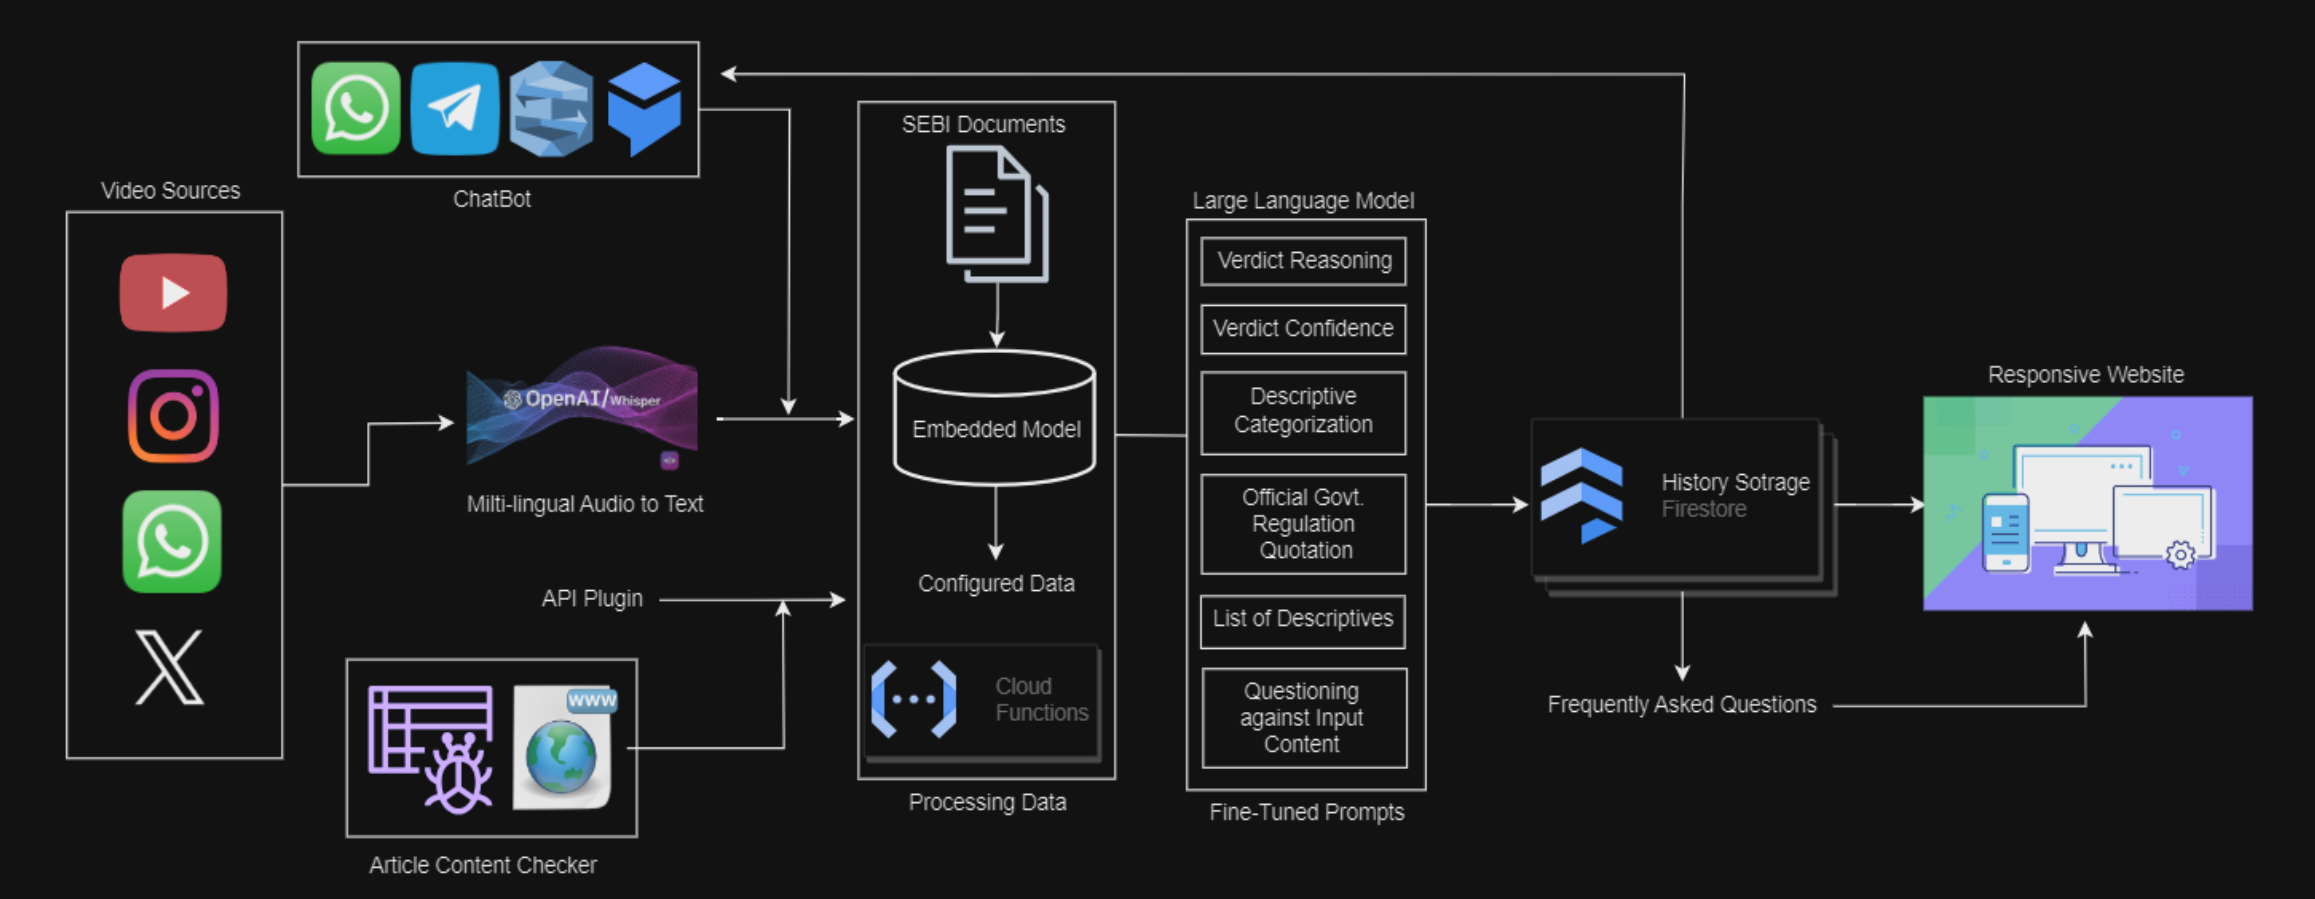 Video Sources
ChatBot
OpenAI/Whisper
Milti-lingual Audio to Text
API Plugin
www
Article Content Checker
SEBI Documents
Embedded Model
Configured Data
Cloud
Functions
Processing Data
Large Language Model
Verdict Reasoning
Verdict Confidence
Descriptive
Categorization
Official Govt.
Regulation
Quotation
List of Descriptives
Questioning
against Input
Content
Fine-Tuned Prompts
History Sotrage
Firestore
Frequently Asked Questions
Responsive Website